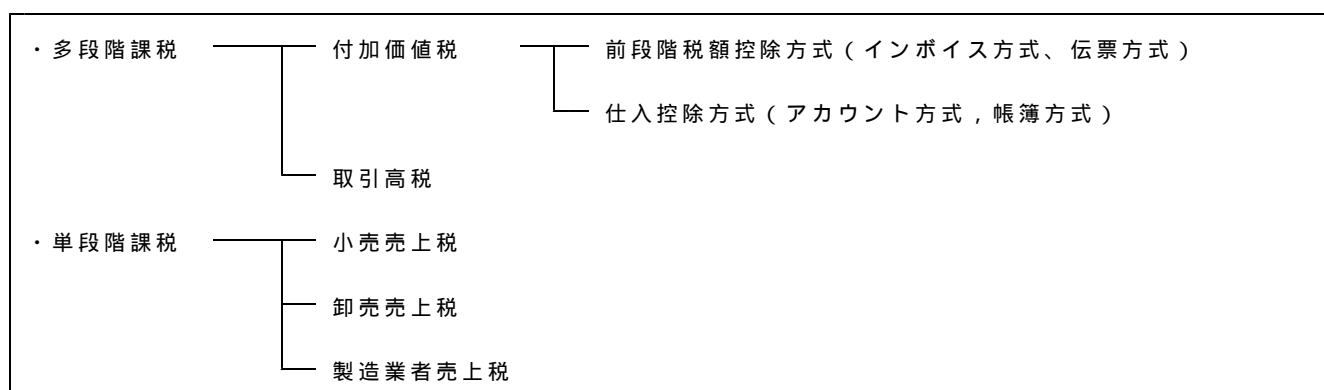 ・多段階課税 付加価値税 前段階税額控除方式(インボイス方式、伝票方式)
仕入控除方式(アカウント方式,帳簿方式)
取引高税
・単段階課税 小売売上税
卸売売上税
製造業者売上税